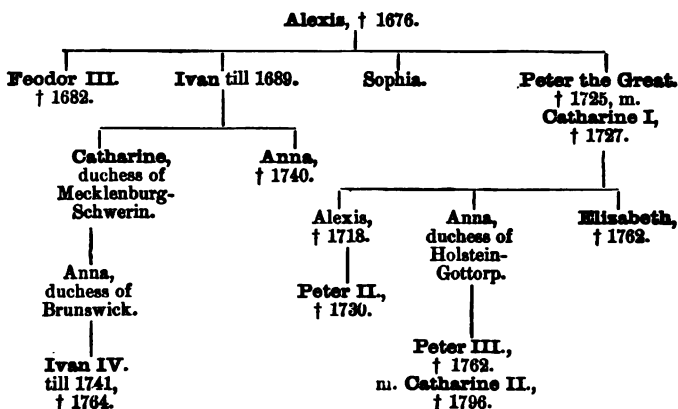 Alexis, † 1676.
Feodor III.
† 1682.
Ivan till 1689.
Sophia.
Peter the Great.
† 1725, m.
Catharine I,
† 1727.
Catharine,
duchess of
Mecklenburg-
Schwerin.
Anna,
† 1740.
Alexis,
† 1718.
Anna,
duchess of
Holstein-
Gottorp.
Elizabeth,
† 1762.
Anna,
duchess of
Brunswick.
Peter II.,
† 1730.
Ivan IV.
till 1741,
† 1764.
Peter III.,
† 1762.
m. Catharine II.,
† 1796.